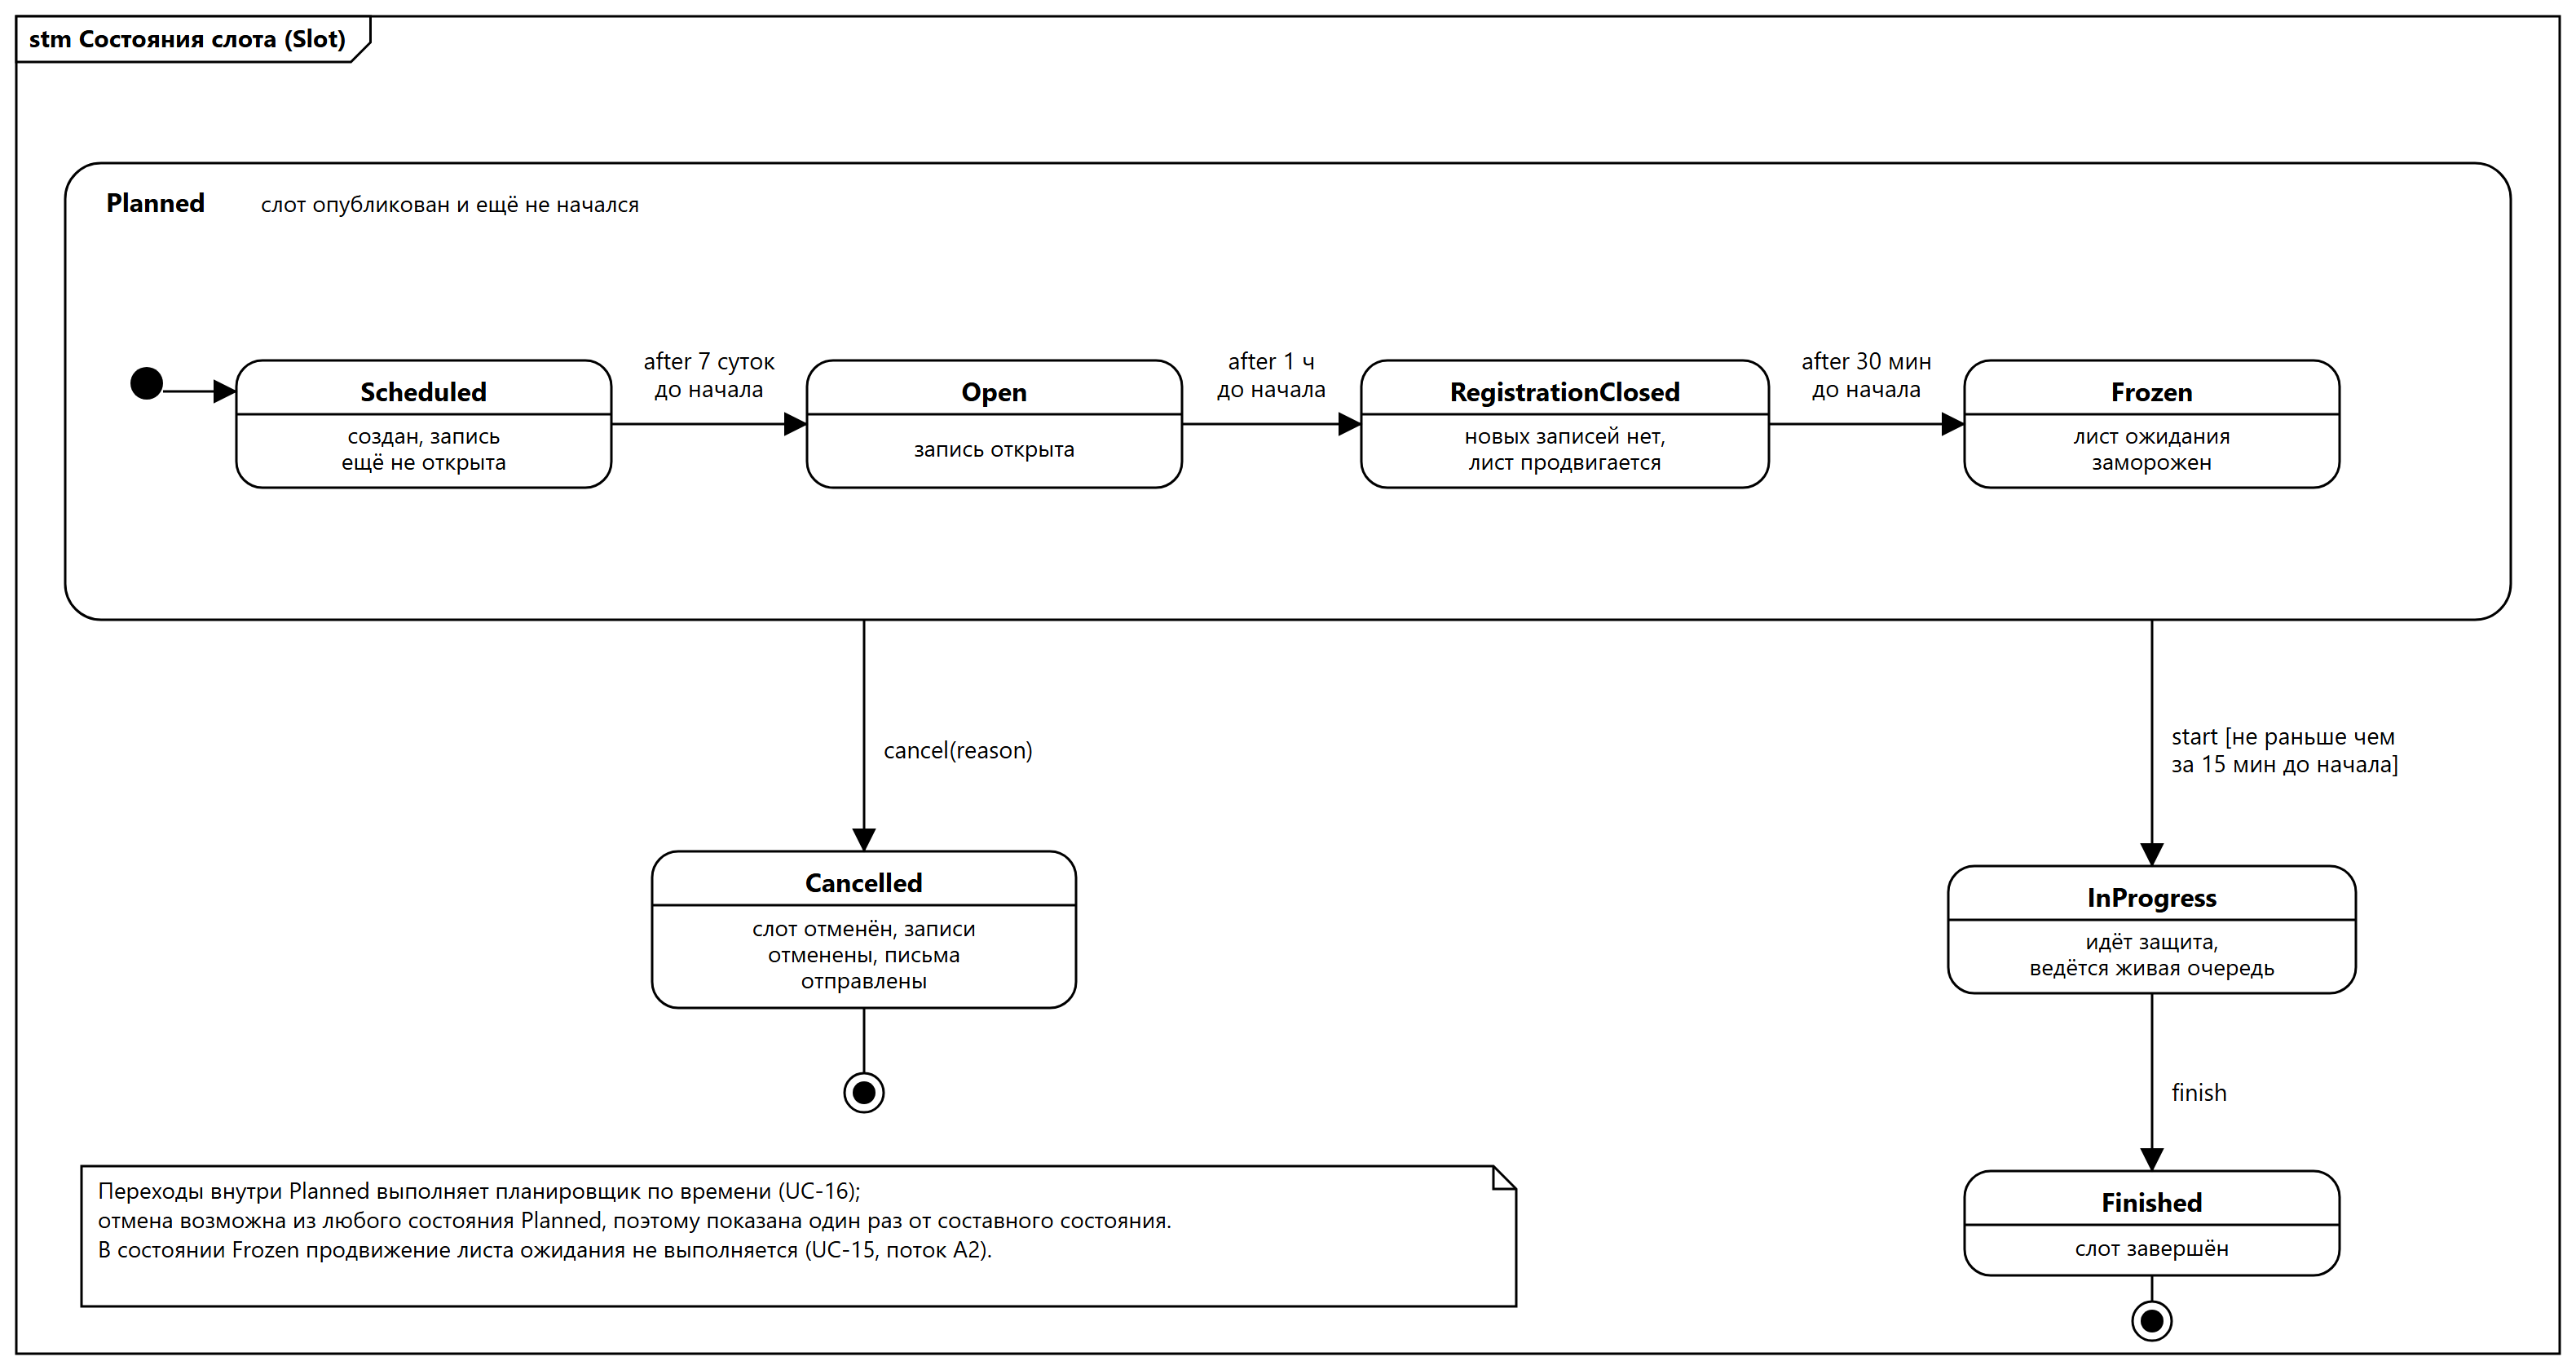 stm Состояния слота (Slot)
Planned
слот опубликован и ещё не начался
Scheduled
создан, запись
ещё не открыта
after 7 суток
до начала
Open
запись открыта
after 1 ч
до начала
RegistrationClosed
новых записей нет,
лист продвигается
after 30 мин
до начала
Frozen
лист ожидания
заморожен
cancel(reason)
start [не раньше чем
за 15 мин до начала]
Cancelled
слот отменён, записи
отменены, письма
отправлены
InProgress
идёт защита,
ведётся живая очередь
finish
Finished
слот завершён
Переходы внутри Planned выполняет планировщик по времени (UC-16);
отмена возможна из любого состояния Planned, поэтому показана один раз от составного состояния.
В состоянии Frozen продвижение листа ожидания не выполняется (UC-15, поток A2).